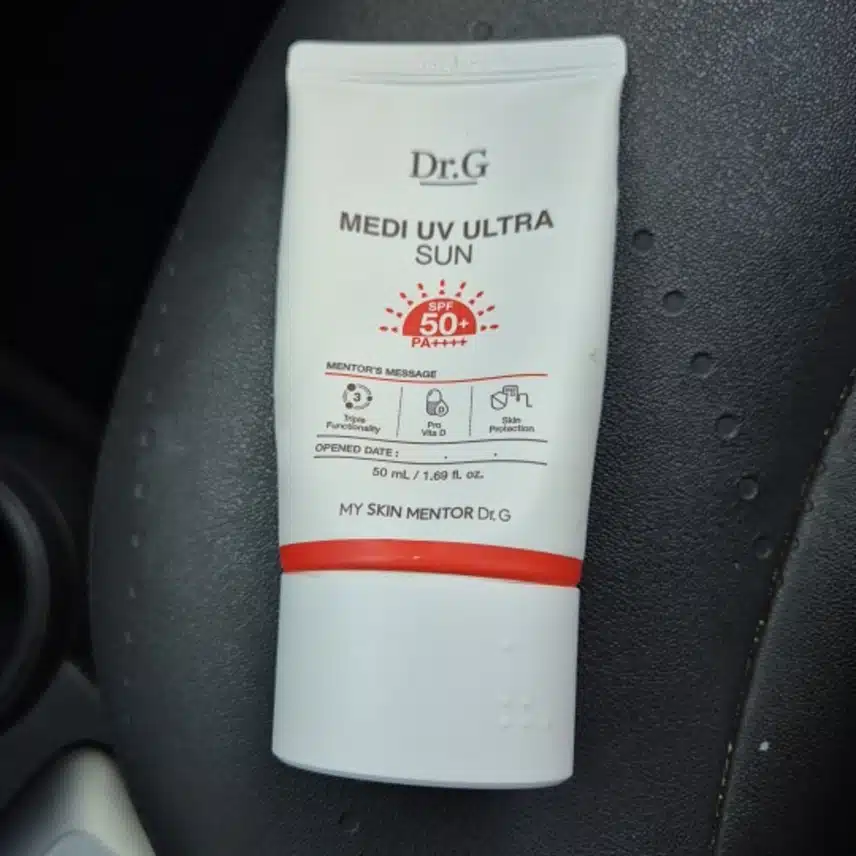 Dr.G
MEDI UV ULTRA
SUN
SPF
50+
PA++++
MENTOR'S MESSAGE
3
Triple Functionality
Pro Vita D
Skin Protection
OPENED DATE : . .
50 mL / 1.69 fL oz.
MY SKIN MENTOR Dr.G